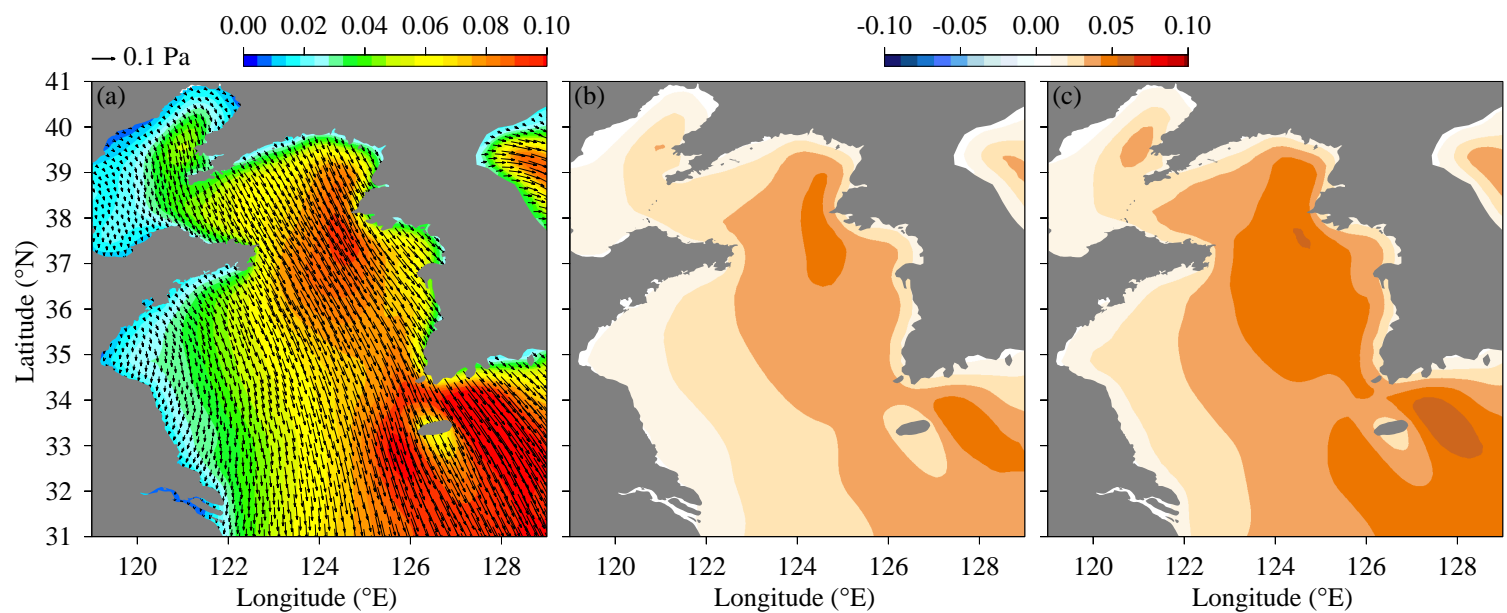 0.1 Pa
0.00 0.02 0.04 0.06 0.08 0.10
-0.10 -0.05 0.00 0.05 0.10
(a) (b) (c)
Latitude (°N)
41
40
39
38
37
36
35
34
33
32
31
120 122 124 126 128
120 122 124 126 128
120 122 124 126 128
Longitude (°E) Longitude (°E) Longitude (°E)